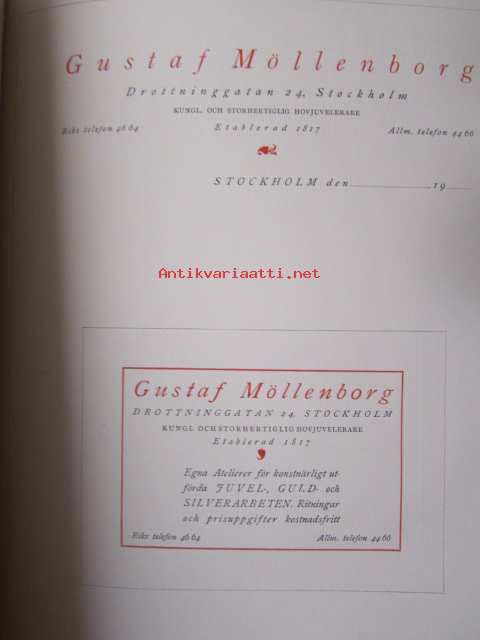 Gustaf Möllenborg
Drottninggatan 24, Stockholm
KUNGL. OCH STORHERTIGLIG HOVJUVELERARE
Riks telefon 46 64 Etablerad 1817 Allm. telefon 44 66
STOCKHOLM den 19
Antikvariaatti.net
Gustaf Möllenborg
DROTTNINGGATAN 24, STOCKHOLM
KUNGL. OCH STORHERTIGLIG HOVJUVELERARE
Etablerad 1817
Egna Atelierer för konstnärligt ut-
förda JUVEL-, GULD- och
SILVERARBETEN. Ritningar
och prisuppgifter kostnadsfritt
Riks telefon 46 64 Allm. telefon 44 66